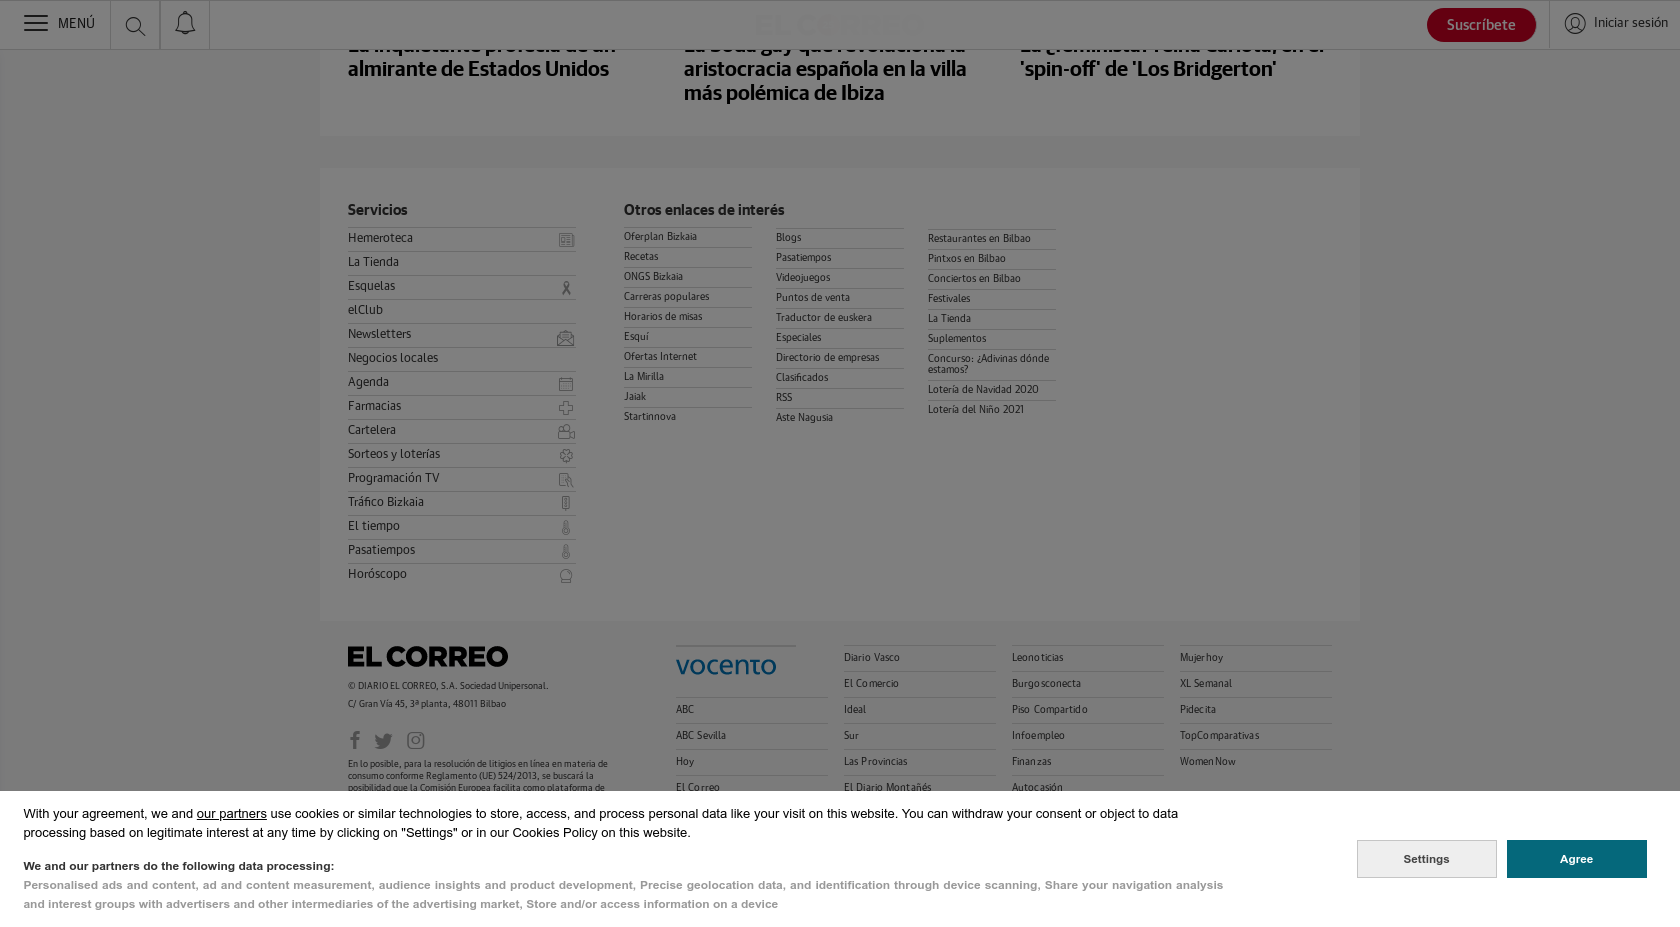 MENÚ
Suscríbete
Iniciar sesión
almirante de Estados Unidos
aristocracia española en la villa
más polémica de Ibiza
'spin-off' de 'Los Bridgerton'
Servicios
Hemeroteca
La Tienda
Esquelas
elClub
Newsletters
Negocios locales
Agenda
Farmacias
Cartelera
Sorteos y loterías
Programación TV
Tráfico Bizkaia
El tiempo
Pasatiempos
Horóscopo
Otros enlaces de interés
Oferplan Bizkaia
Recetas
ONGS Bizkaia
Carreras populares
Horarios de misas
Esquí
Ofertas Internet
La Mirilla
Jaiak
Startinnova
Blogs
Pasatiempos
Videojuegos
Puntos de venta
Traductor de euskera
Especiales
Directorio de empresas
Clasificados
RSS
Aste Nagusia
Restaurantes en Bilbao
Pintxos en Bilbao
Conciertos en Bilbao
Festivales
La Tienda
Suplementos
Concurso: ¿Adivinas dónde
estamos?
Lotería de Navidad 2020
Lotería del Niño 2021
EL CORREO
© DIARIO EL CORREO, S.A. Sociedad Unipersonal.
C/ Gran Vía 45, 3ª planta, 48011 Bilbao
En lo posible, para la resolución de litigios en línea en materia de
consumo conforme Reglamento (UE) 524/2013, se buscará la
posibilidad que la Comisión Europea facilita como plataforma de
vocento
ABC
ABC Sevilla
Hoy
El Correo
Diario Vasco
El Comercio
Ideal
Sur
Las Provincias
El Diario Montañés
Leonoticias
Burgosconecta
Piso Compartido
Infoempleo
Finanzas
Autocasión
Mujerhoy
XL Semanal
Pidecita
TopComparativas
WomenNow
With your agreement, we and our partners use cookies or similar technologies to store, access, and process personal data like your visit on this website. You can withdraw your consent or object to data
processing based on legitimate interest at any time by clicking on "Settings" or in our Cookies Policy on this website.
We and our partners do the following data processing:
Personalised ads and content, ad and content measurement, audience insights and product development, Precise geolocation data, and identification through device scanning, Share your navigation analysis
and interest groups with advertisers and other intermediaries of the advertising market, Store and/or access information on a device
Settings
Agree